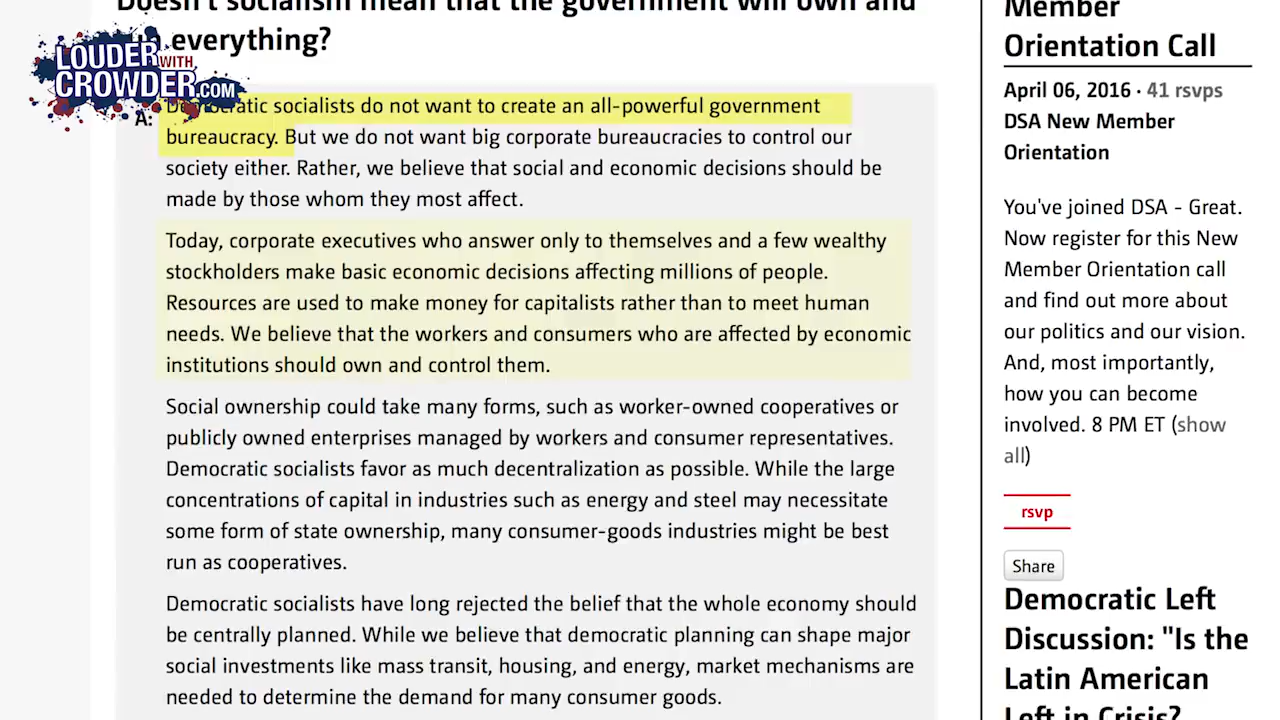 Doesn't socialism mean that the government will own and
everything?
LOUDER WITH
CROWDER.COM
A:
Democratic socialists do not want to create an all-powerful government
bureaucracy. But we do not want big corporate bureaucracies to control our
society either. Rather, we believe that social and economic decisions should be
made by those whom they most affect.
Today, corporate executives who answer only to themselves and a few wealthy
stockholders make basic economic decisions affecting millions of people.
Resources are used to make money for capitalists rather than to meet human
needs. We believe that the workers and consumers who are affected by economic
institutions should own and control them.
Social ownership could take many forms, such as worker-owned cooperatives or
publicly owned enterprises managed by workers and consumer representatives.
Democratic socialists favor as much decentralization as possible. While the large
concentrations of capital in industries such as energy and steel may necessitate
some form of state ownership, many consumer-goods industries might be best
run as cooperatives.
Democratic socialists have long rejected the belief that the whole economy should
be centrally planned. While we believe that democratic planning can shape major
social investments like mass transit, housing, and energy, market mechanisms are
needed to determine the demand for many consumer goods.
Member
Orientation Call
April 06, 2016 · 41 rsvps
DSA New Member
Orientation
You've joined DSA - Great.
Now register for this New
Member Orientation call
and find out more about
our politics and our vision.
And, most importantly,
how you can become
involved. 8 PM ET (show
all)
rsvp
Share
Democratic Left
Discussion: "Is the
Latin American
Left in Crisis?